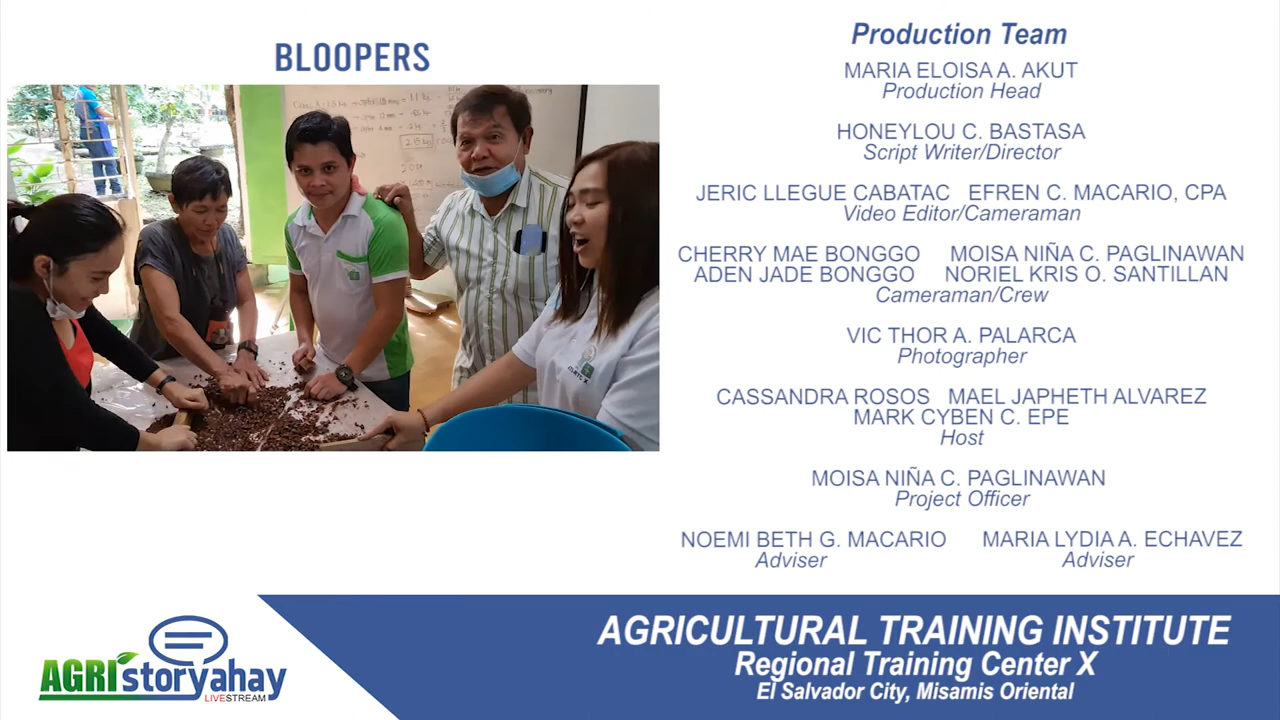 BLOOPERS
Production Team
MARIA ELOISA A. AKUT
Production Head
HONEYLOU C. BASTASA
Script Writer/Director
JERIC LLEGUE CABATAC EFREN C. MACARIO, CPA
Video Editor/Cameraman
CHERRY MAE BONGGO MOISA NIÑA C. PAGLINAWAN
ADEN JADE BONGGO NORIEL KRIS O. SANTILLAN
Cameraman/Crew
VIC THOR A. PALARCA
Photographer
CASSANDRA ROSOS MAEL JAPHETH ALVAREZ
MARK CYBEN C. EPE
Host
MOISA NIÑA C. PAGLINAWAN
Project Officer
NOEMI BETH G. MACARIO MARIA LYDIA A. ECHAVEZ
Adviser Adviser
AGRIstoryahay
LIVESTREAM
AGRICULTURAL TRAINING INSTITUTE
Regional Training Center X
El Salvador City, Misamis Oriental